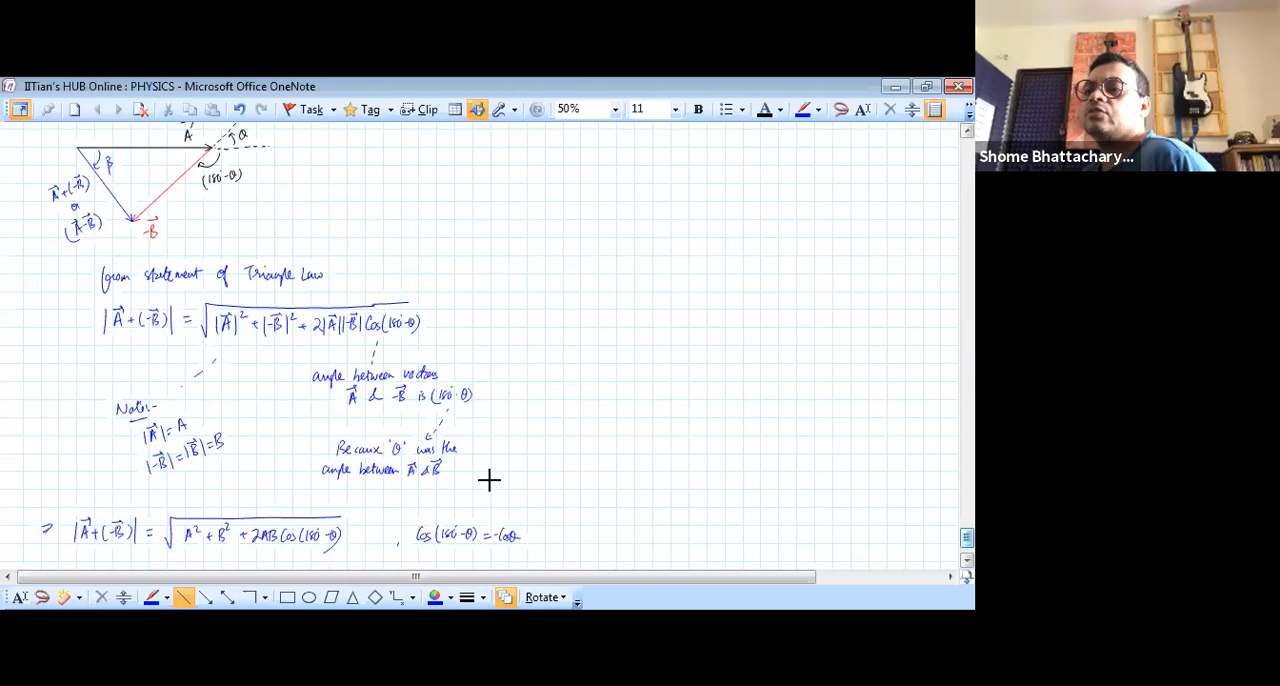 IITian's HUB Online : PHYSICS - Microsoft Office OneNote
Task
Tag
Clip
50%
11
B
A
Shome Bhattachary...
A⃗
θ
β
(180-θ)
A⃗+(-B⃗)
or
(A⃗-B⃗)
-B⃗
from statement of Triangle Law
|A⃗+(-B⃗)| = √(|A⃗|²+|-B⃗|²+2|A⃗||-B⃗|Cos(180-θ)
angle between vectors
A⃗ & -B⃗ is (180-θ)
Note:-
|A⃗|=A
|-B⃗|=|B⃗|=B
Because 'θ' was the
angle between A⃗ & B⃗
⇒ |A⃗+(-B⃗)| = √A²+B²+2AB Cos(180-θ) , Cos(180-θ)=-Cosθ
A
Rotate